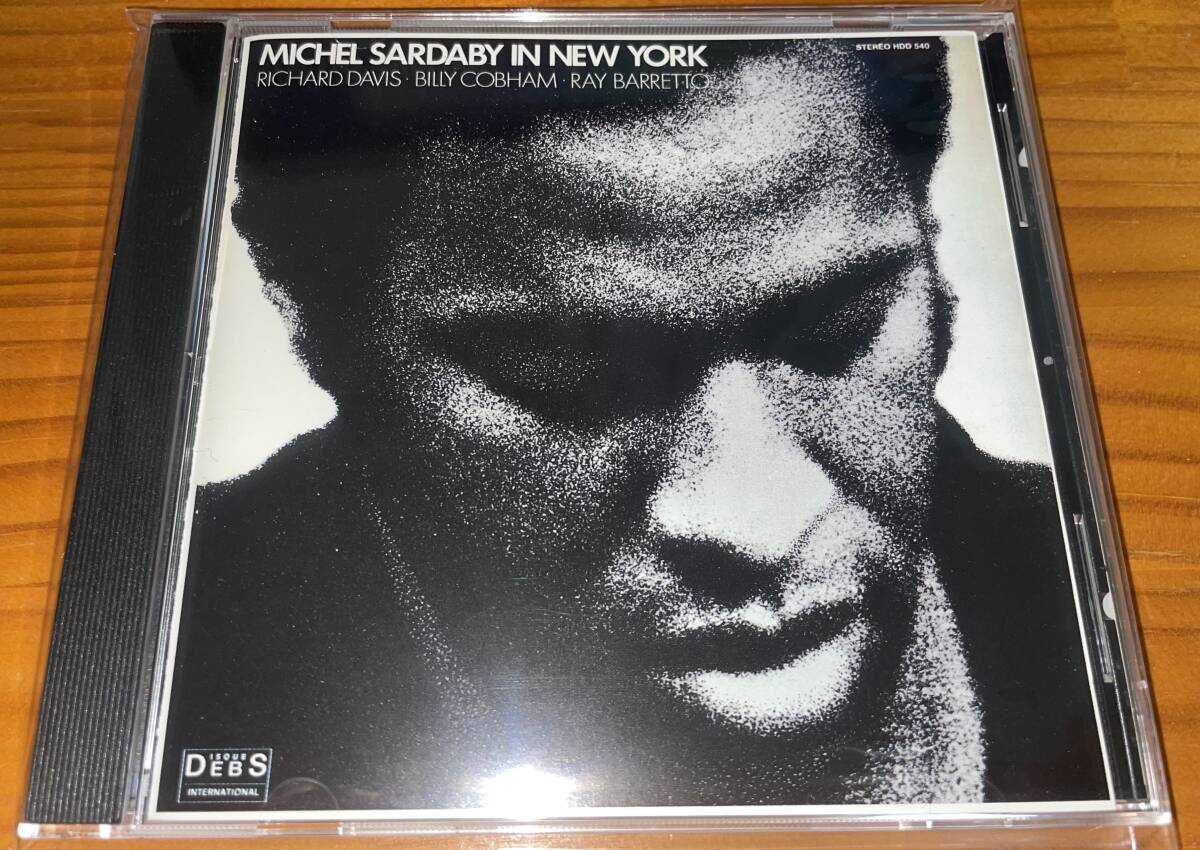 MICHEL SARDABY IN NEW YORK
STEREO HDD 540
RICHARD DAVIS · BILLY COBHAM · RAY BARRETTO
DISQUE
DEBS
INTERNATIONAL